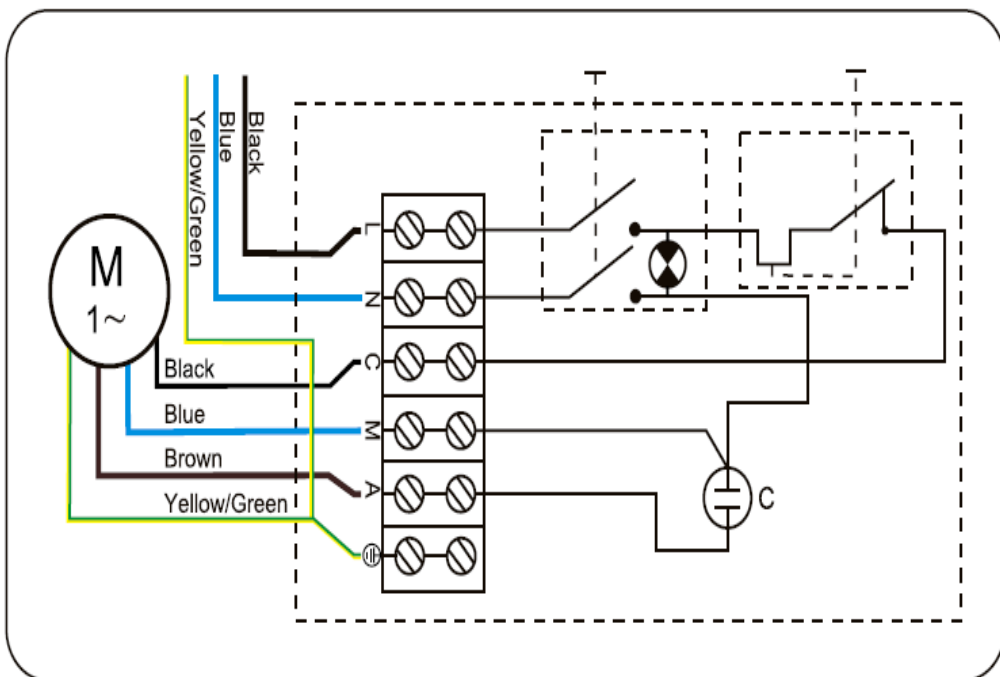 Yellow/Green
Blue
Black
M
1~
L
N
C
M
A
Black
Blue
Brown
Yellow/Green
C